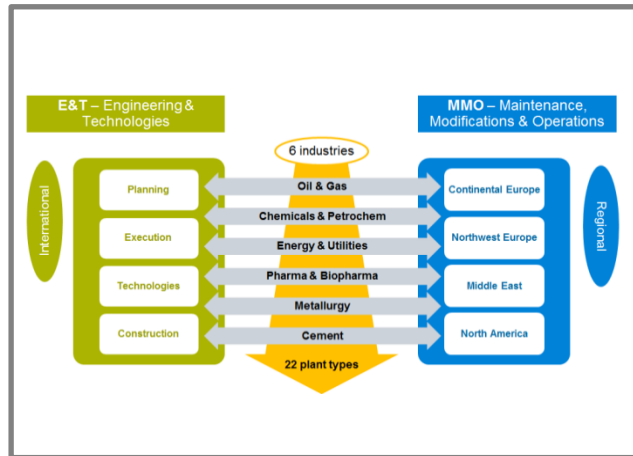 E&T – Engineering &
Technologies
MMO – Maintenance,
Modifications & Operations
6 industries
International
Planning
Execution
Technologies
Construction
Oil & Gas
Chemicals & Petrochem
Energy & Utilities
Pharma & Biopharma
Metallurgy
Cement
22 plant types
Continental Europe
Northwest Europe
Middle East
North America
Regional